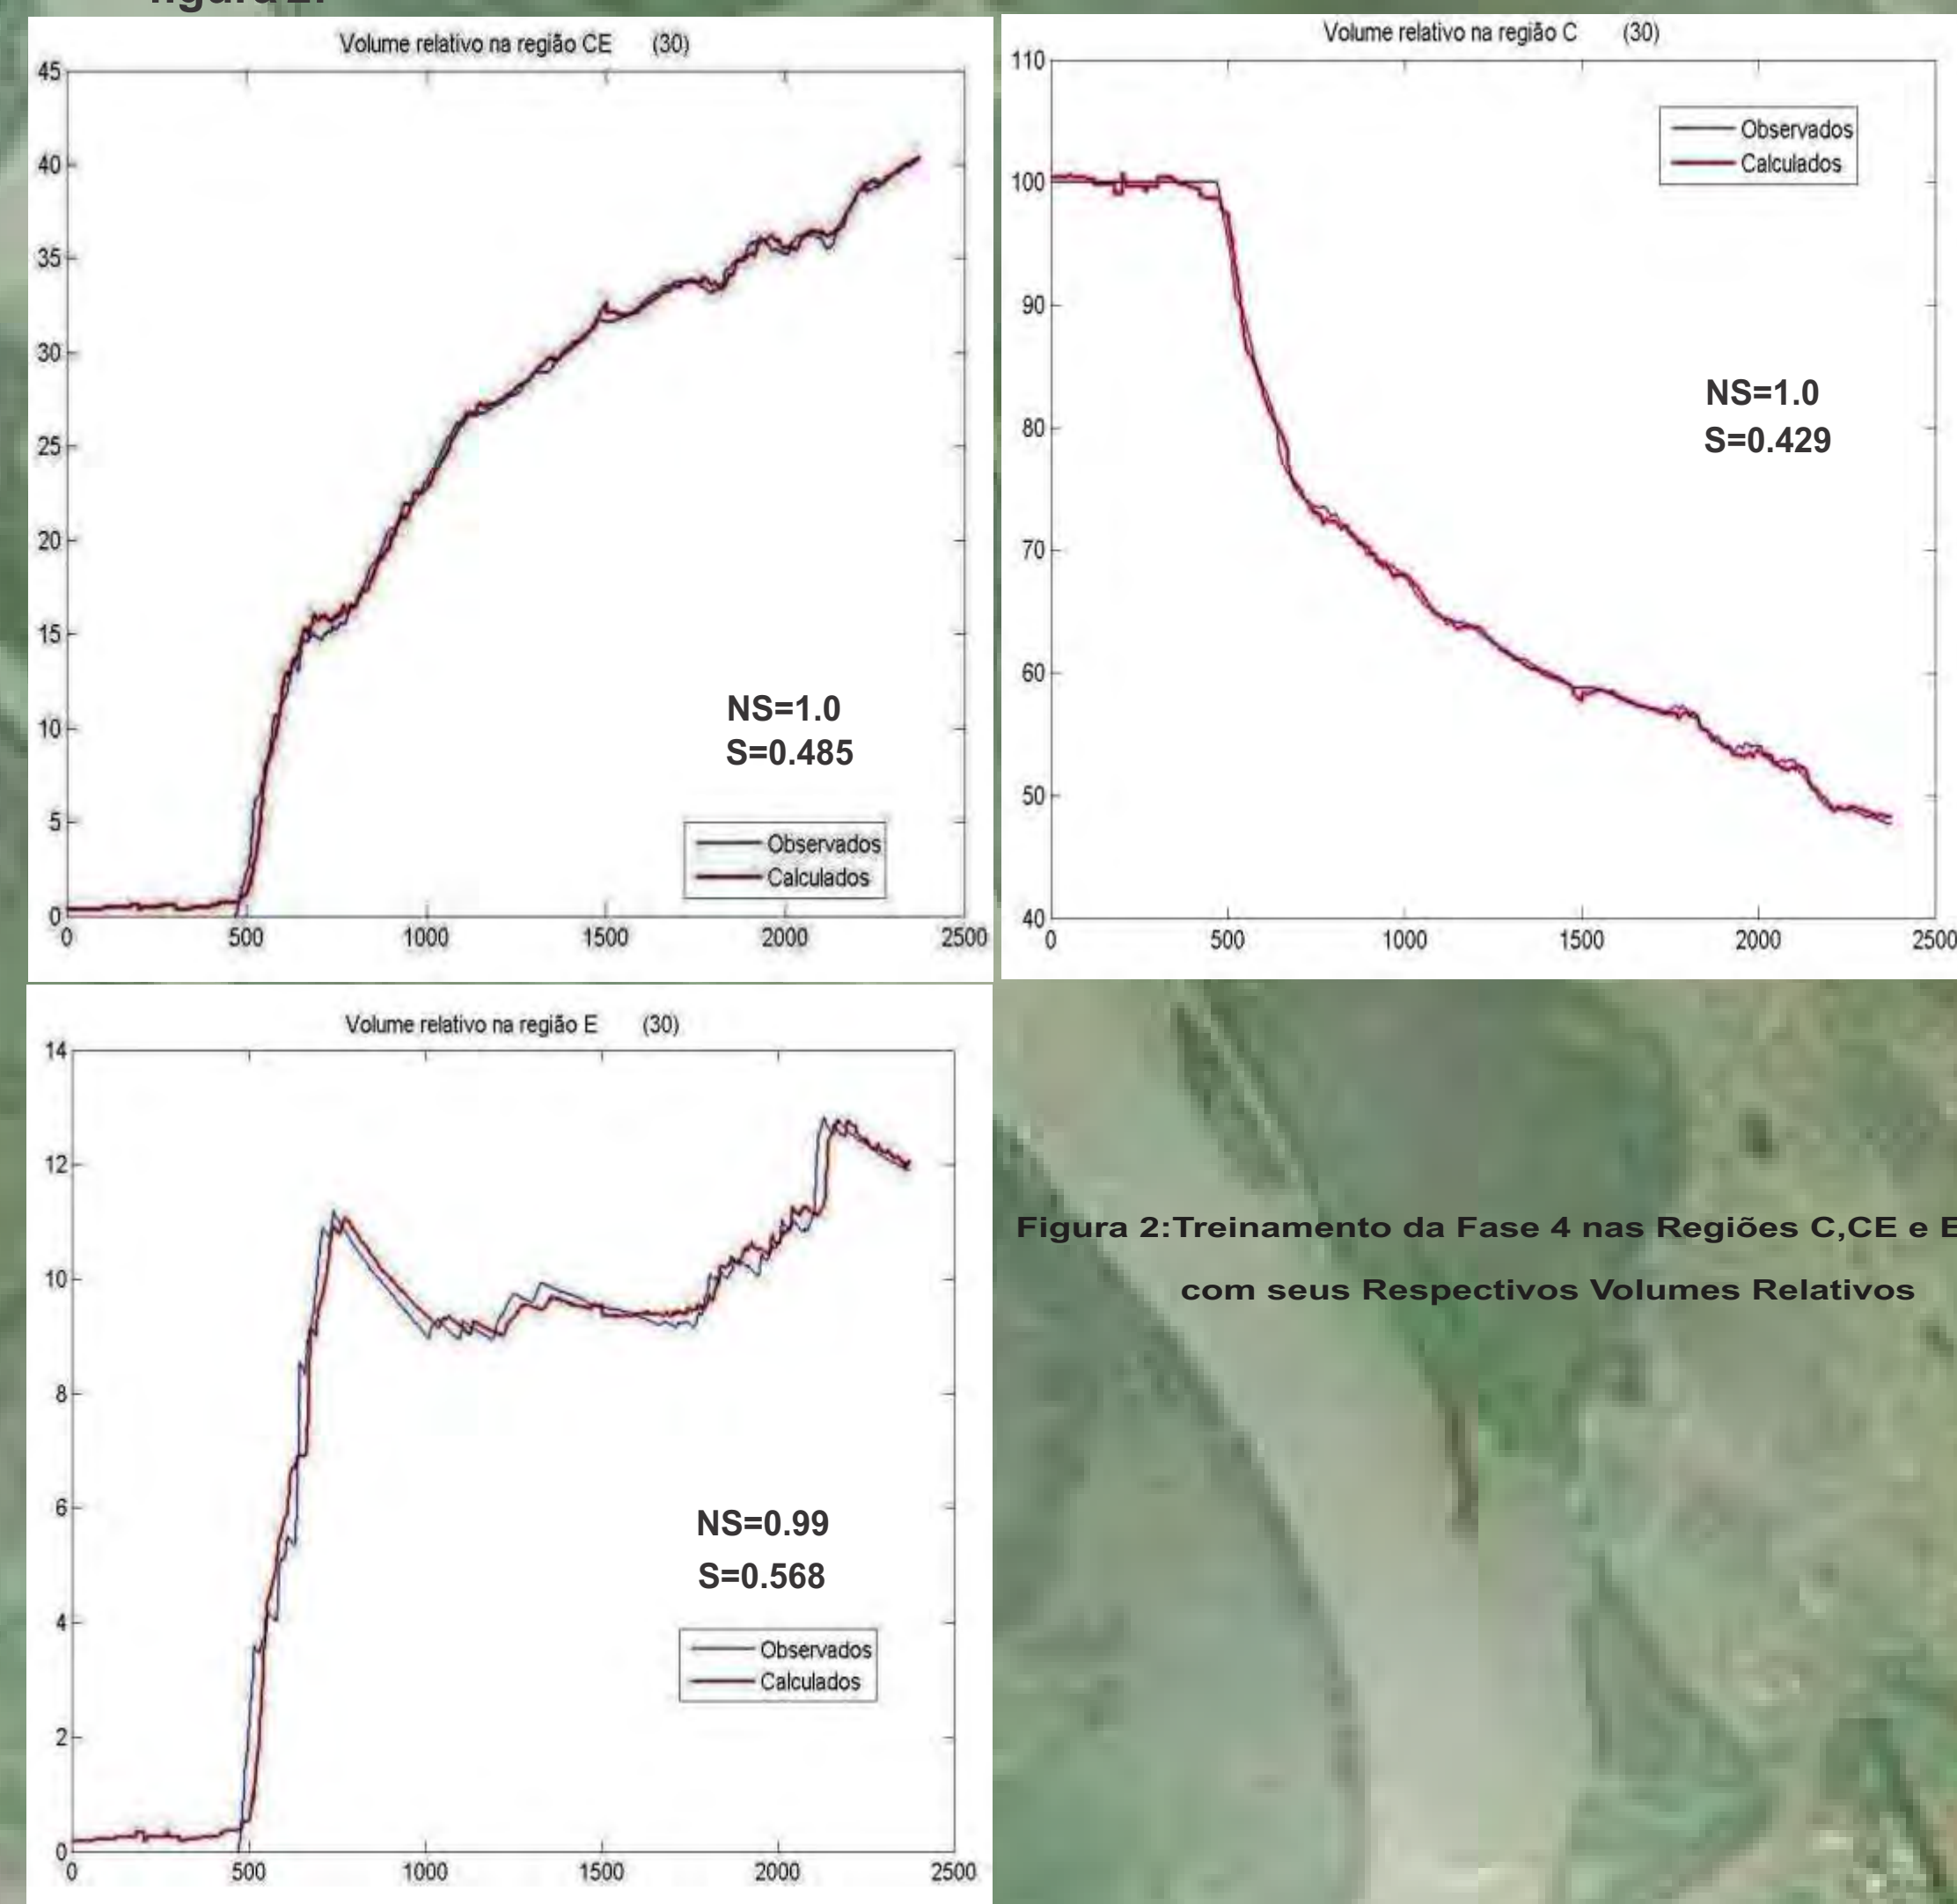 figura 2.
Volume relativo na região CE (30)
45
40
35
30
25
20
15
10
5
0
0 500 1000 1500 2000 2500
NS=1.0
S=0.485
Observados
Calculados
Volume relativo na região C (30)
110
100
90
80
70
60
50
40
0 500 1000 1500 2000 2500
Observados
Calculados
NS=1.0
S=0.429
Volume relativo na região E (30)
14
12
10
8
6
4
2
0
0 500 1000 1500 2000 2500
NS=0.99
S=0.568
Observados
Calculados
Figura 2:Treinamento da Fase 4 nas Regiões C,CE e E
com seus Respectivos Volumes Relativos